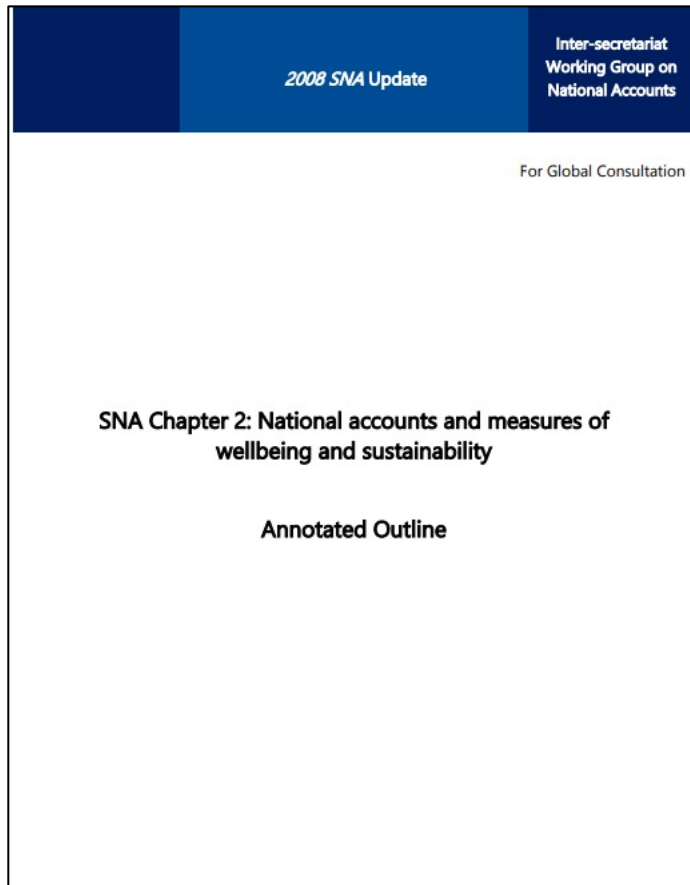 2008 SNA Update
Inter-secretariat
Working Group on
National Accounts
For Global Consultation
SNA Chapter 2: National accounts and measures of
wellbeing and sustainability
Annotated Outline